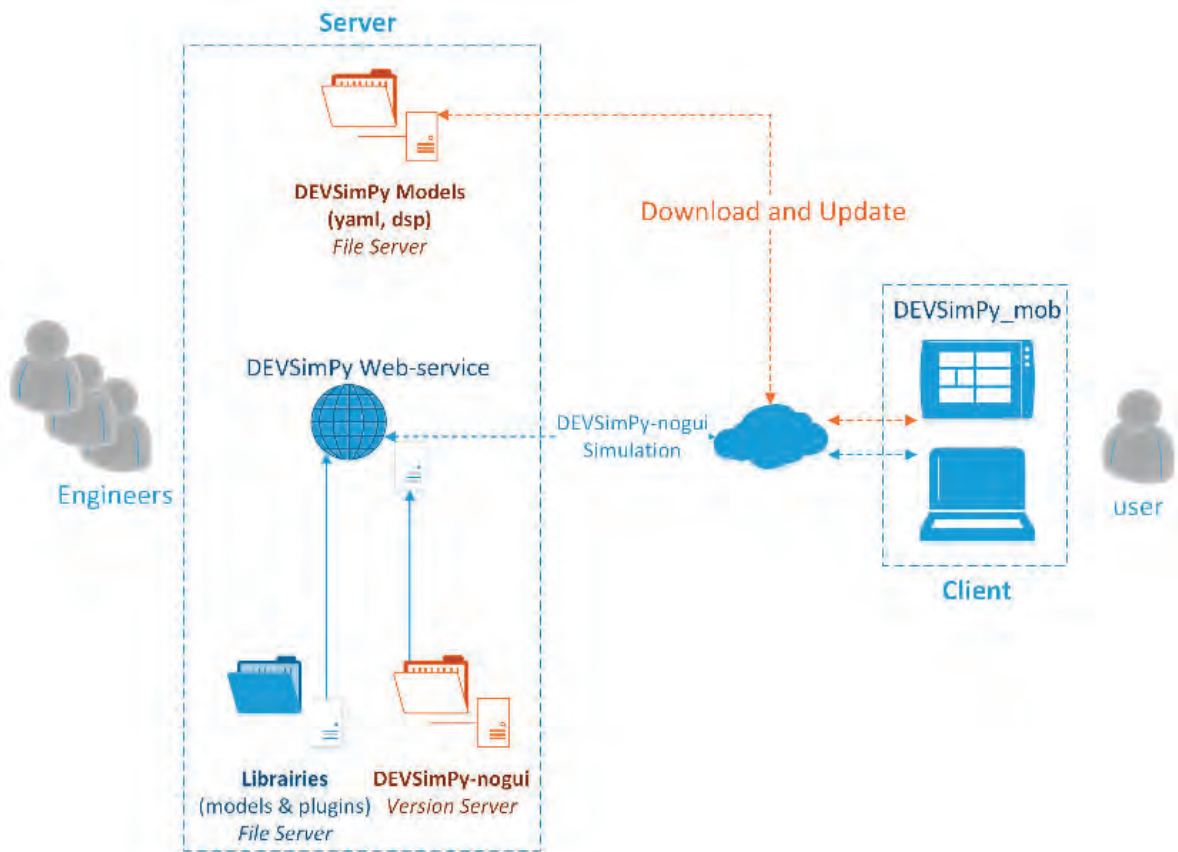 Server
DEVSimPy Models
(yaml, dsp)
File Server
Download and Update
DEVSimPy_mob
DEVSimPy Web-service
DEVSimPy-nogui
Simulation
Engineers
user
Client
Librairies
(models & plugins)
File Server
DEVSimPy-nogui
Version Server